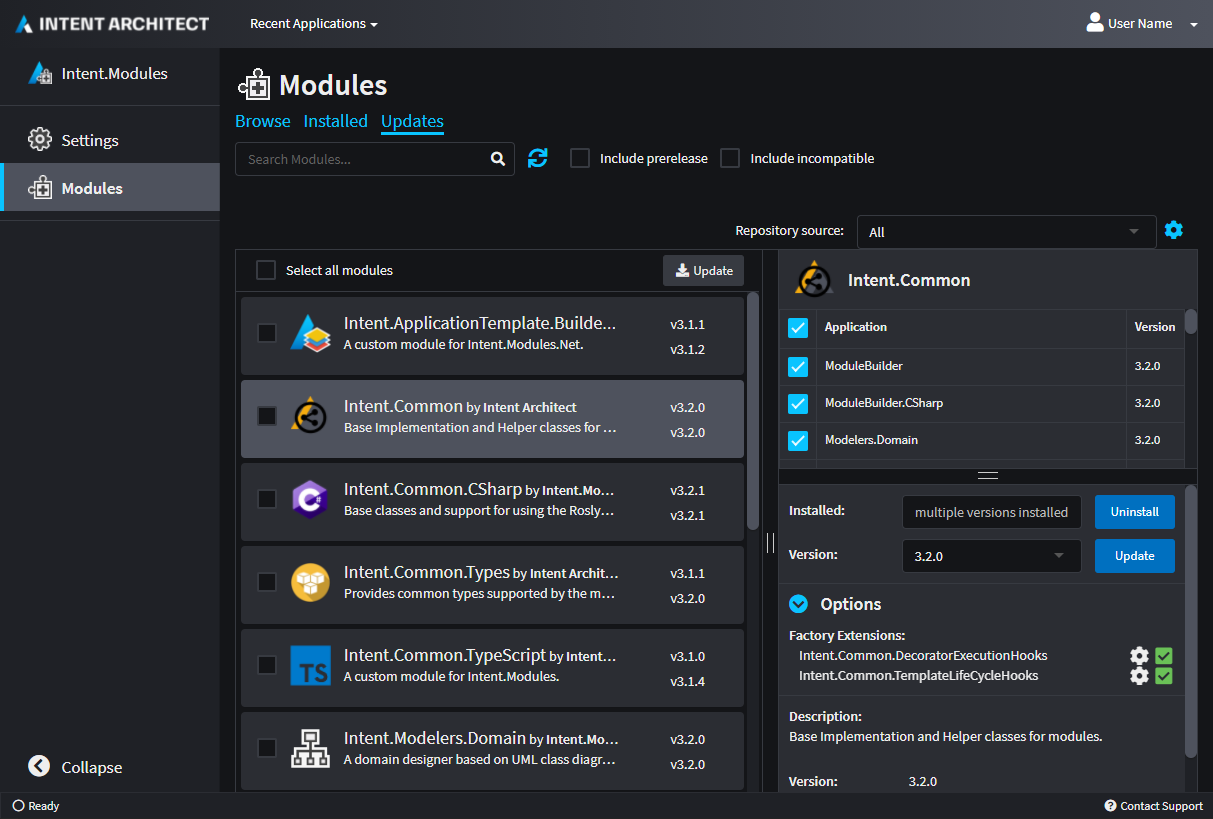 INTENT ARCHITECT
Recent Applications
User Name
Intent.Modules
Settings
Modules
Collapse
Modules
Browse Installed Updates
Search Modules...
Include prerelease
Include incompatible
Repository source:
All
Select all modules
Update
Intent.ApplicationTemplate.Builde...
A custom module for Intent.Modules.Net.
v3.1.1
v3.1.2
Intent.Common by Intent Architect
Base Implementation and Helper classes for ...
v3.2.0
v3.2.0
Intent.Common.CSharp by Intent.Mo...
Base classes and support for using the Rosly...
v3.2.1
v3.2.1
Intent.Common.Types by Intent Archit...
Provides common types supported by the m...
v3.1.1
v3.2.0
TS
Intent.Common.TypeScript by Intent...
A custom module for Intent.Modules.
v3.1.0
v3.1.4
Intent.Modelers.Domain by Intent.Mo...
A domain designer based on UML class diagr...
v3.2.0
v3.2.0
Intent.Common
Application Version
ModuleBuilder 3.2.0
ModuleBuilder.CSharp 3.2.0
Modelers.Domain 3.2.0
Installed:
multiple versions installed
Uninstall
Version:
3.2.0
Update
Options
Factory Extensions:
Intent.Common.DecoratorExecutionHooks
Intent.Common.TemplateLifeCycleHooks
Description:
Base Implementation and Helper classes for modules.
Version: 3.2.0
Ready
Contact Support